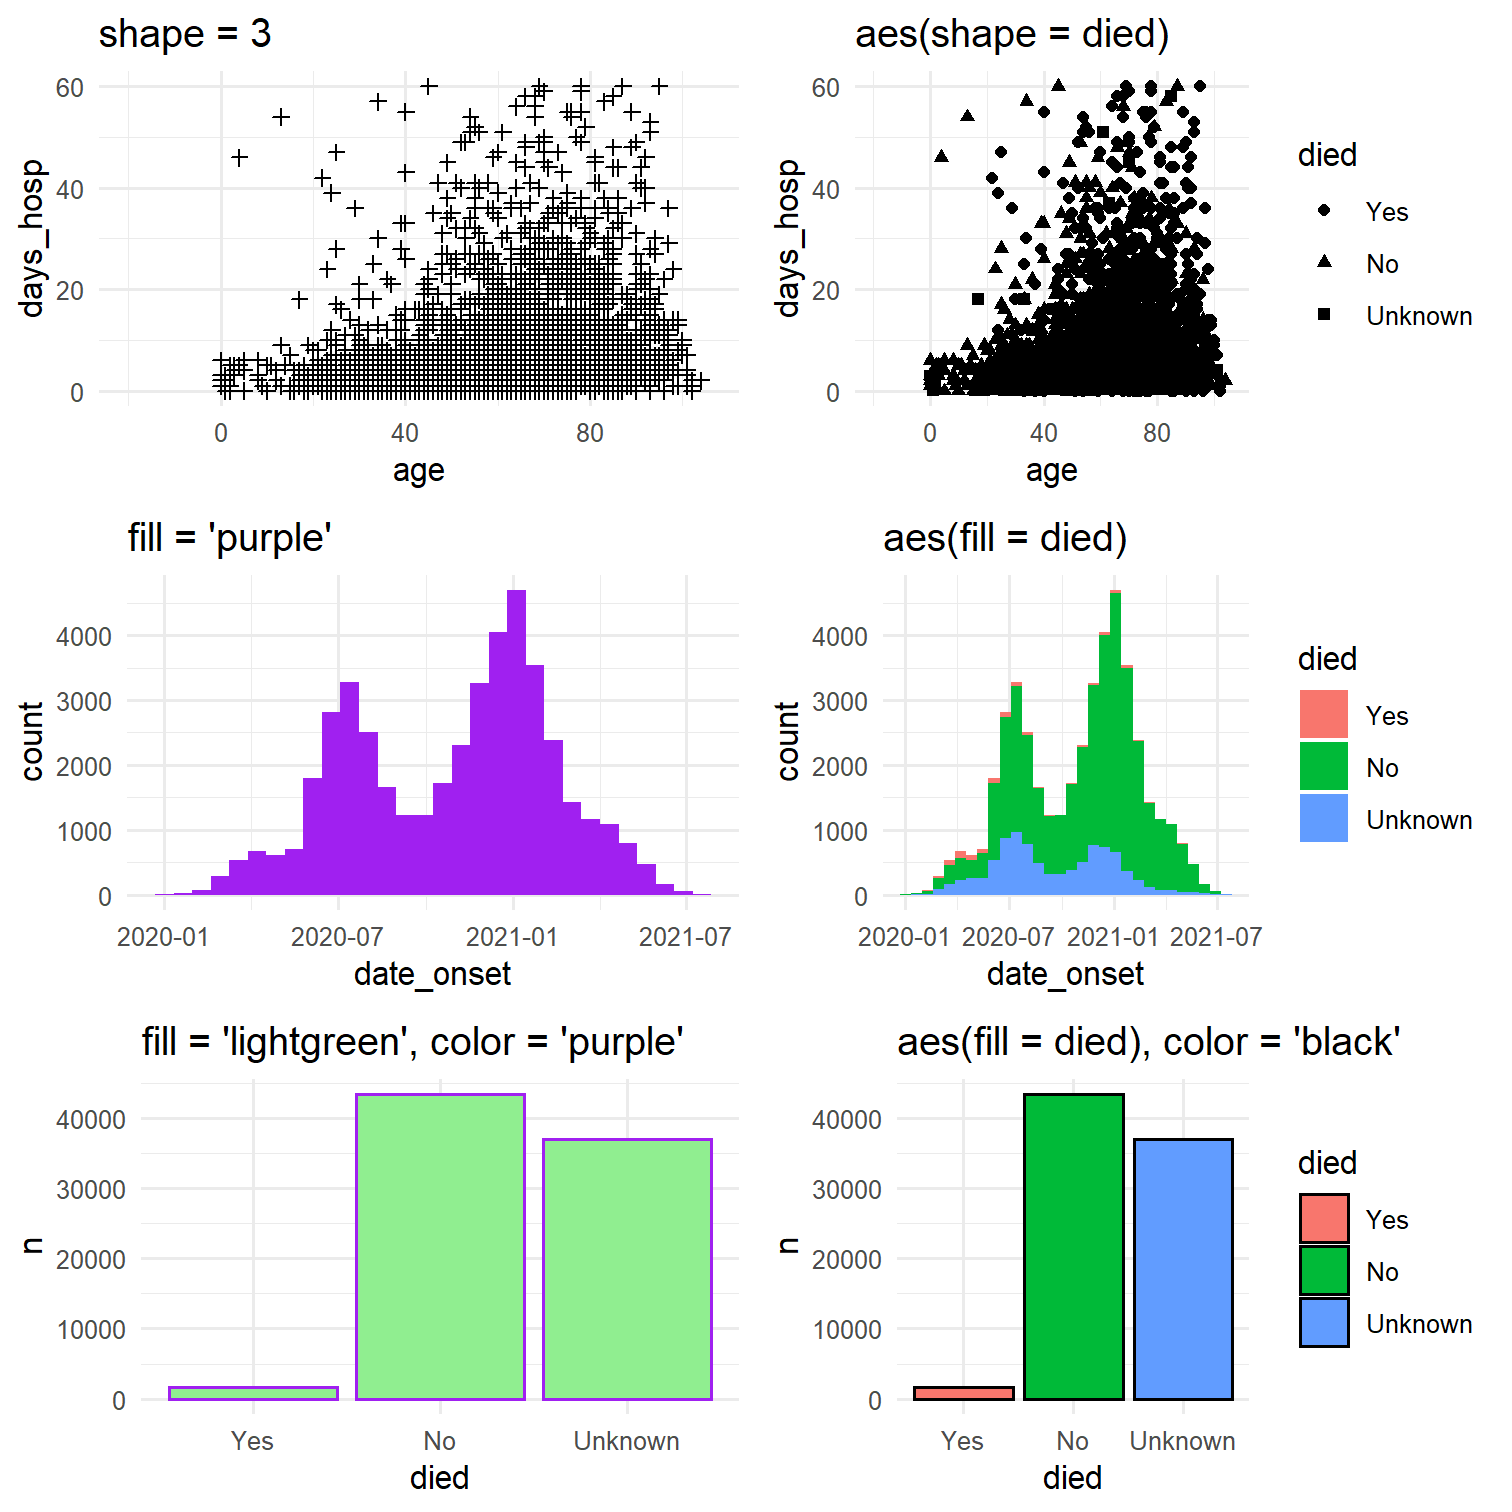 shape = 3
60
40
20
0
days_hosp
0 40 80
age
aes(shape = died)
60
40
20
0
days_hosp
0 40 80
age
died
Yes
No
Unknown
fill = 'purple'
4000
3000
2000
1000
0
count
2020-01 2020-07 2021-01 2021-07
date_onset
aes(fill = died)
4000
3000
2000
1000
0
count
2020-01 2020-07 2021-01 2021-07
date_onset
died
Yes
No
Unknown
fill = 'lightgreen', color = 'purple'
40000
30000
20000
10000
0
n
Yes No Unknown
died
aes(fill = died), color = 'black'
40000
30000
20000
10000
0
n
Yes No Unknown
died
died
Yes
No
Unknown